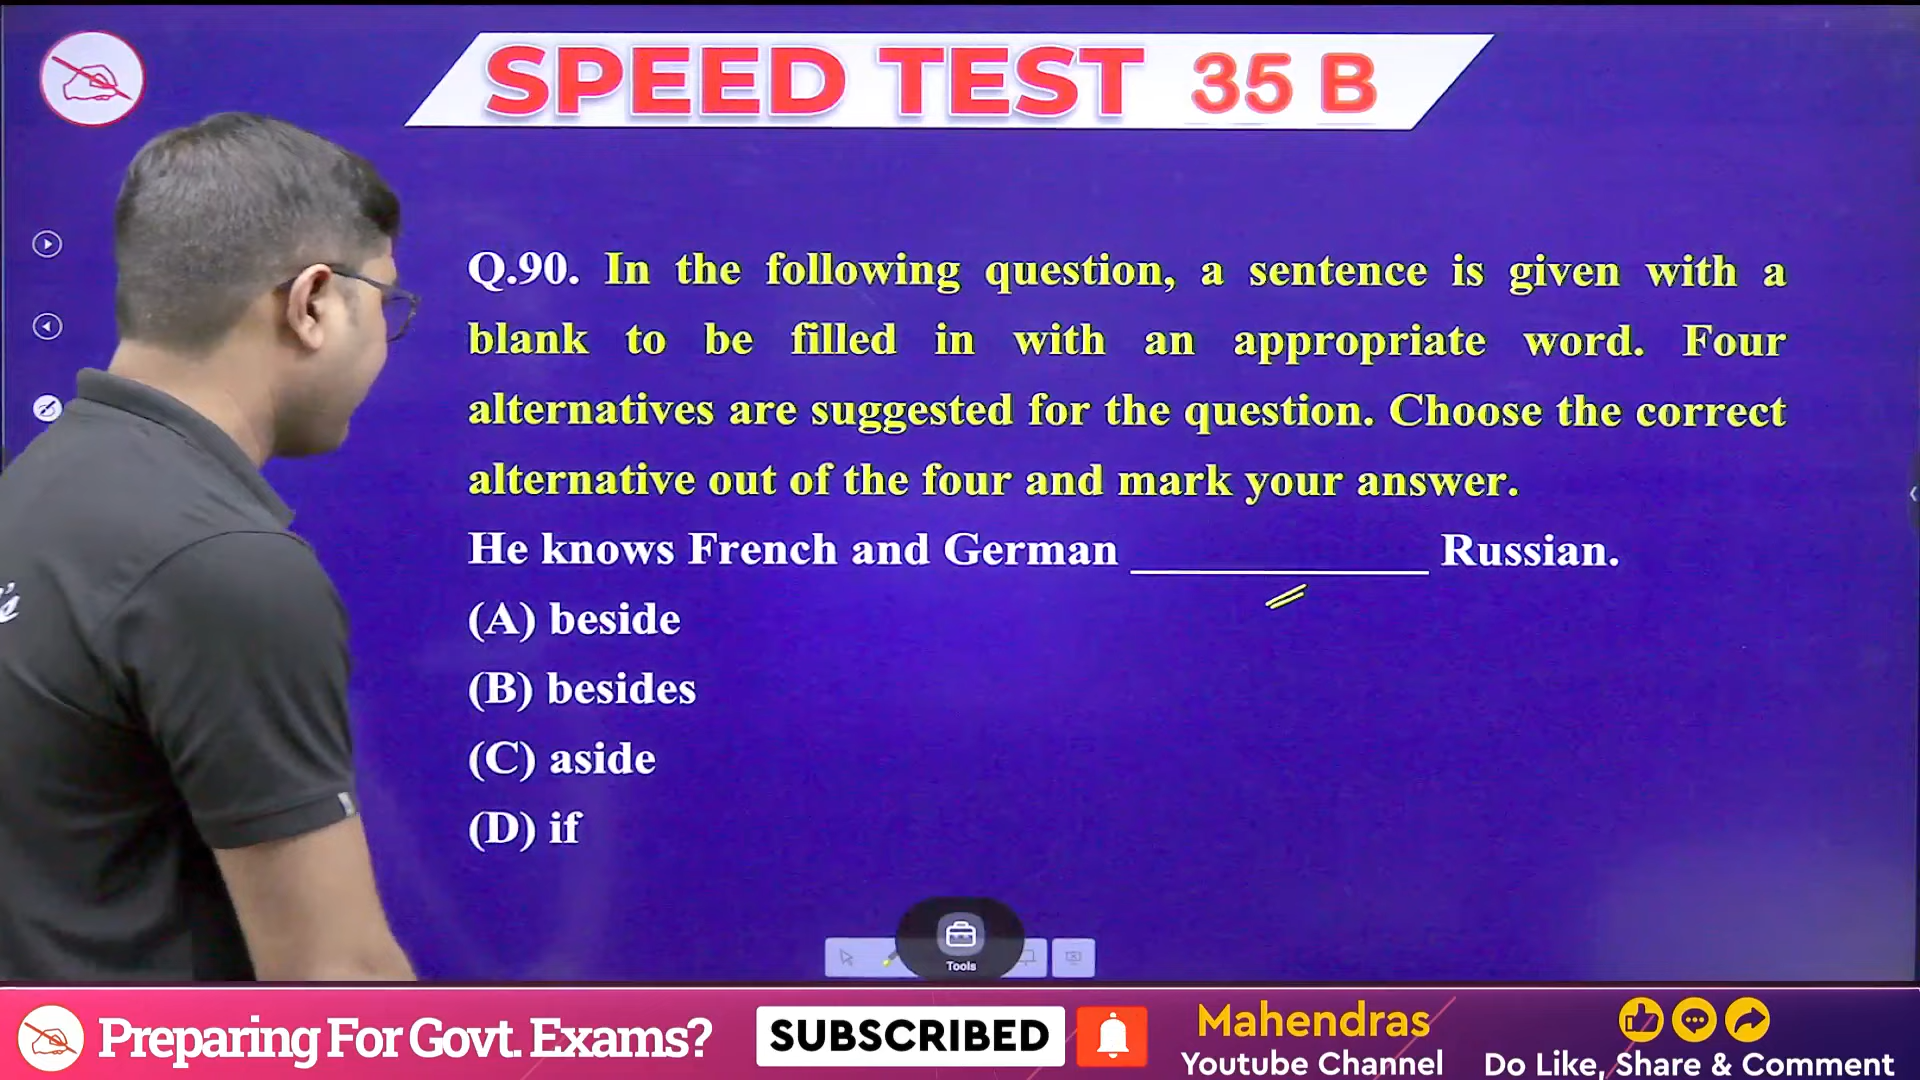 SPEED TEST 35 B
Q.90. In the following question, a sentence is given with a
blank to be filled in with an appropriate word. Four
alternatives are suggested for the question. Choose the correct
alternative out of the four and mark your answer.
He knows French and German ____________ Russian.
(A) beside
(B) besides
(C) aside
(D) if
Tools
Preparing For Govt. Exams?
SUBSCRIBED
Mahendras
Youtube Channel
Do Like, Share & Comment